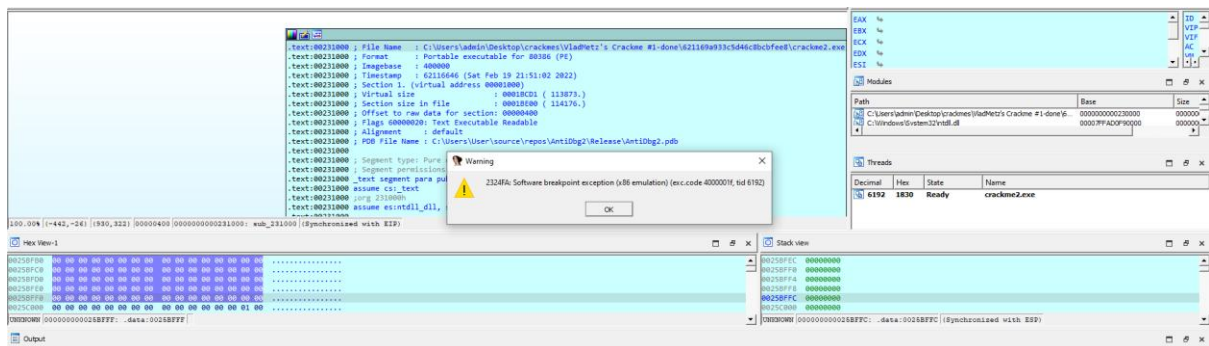 .text:00231000 ; File Name : C:\Users\admin\Desktop\crackmes\VladMetz's Crackme #1-done\621169a933c5d46c8bcbfee8\crackme2.exe
.text:00231000 ; Format : Portable executable for 80386 (PE)
.text:00231000 ; Imagebase : 400000
.text:00231000 ; Timestamp : 62116646 (Sat Feb 19 21:51:02 2022)
.text:00231000 ; Section 1. (virtual address 00001000)
.text:00231000 ; Virtual size : 0001BCD1 ( 113873.)
.text:00231000 ; Section size in file : 0001BE00 ( 114176.)
.text:00231000 ; Offset to raw data for section: 00000400
.text:00231000 ; Flags 60000020: Text Executable Readable
.text:00231000 ; Alignment : default
.text:00231000 ; PDB File Name : C:\Users\User\source\repos\AntiDbg2\Release\AntiDbg2.pdb
.text:00231000
.text:00231000 ; Segment type: Pure
.text:00231000 ; Segment permissions
.text:00231000 _text segment para
.text:00231000 assume cs:_text
.text:00231000 ;org 231000h
.text:00231000 assume es:ntdll_dll,
Warning
2324FA: Software breakpoint exception (x86 emulation) (exc.code 4000001f, tid 6192)
OK
100.00% (-442,-26) (930,322) 00000400 0000000000231000: sub_231000 (Synchronized with EIP)
EAX
EBX
ECX
EDX
ESI
ID
VIP
VIF
AC
Modules
Path Base Size
C:\Users\admin\Desktop\crackmes\VladMetz's Crackme #1-done\6... 0000000000230000 000000
C:\Windows\System32\ntdll.dll 00007FFAD0F90000 000000
Threads
Decimal Hex State Name
6192 1830 Ready crackme2.exe
Hex View-1
0025BFB0 00 00 00 00 00 00 00 00 00 00 00 00 00 00 00 00 ................
0025BFC0 00 00 00 00 00 00 00 00 00 00 00 00 00 00 00 00 ................
0025BFD0 00 00 00 00 00 00 00 00 00 00 00 00 00 00 00 00 ................
0025BFE0 00 00 00 00 00 00 00 00 00 00 00 00 00 00 00 00 ................
0025BFF0 00 00 00 00 00 00 00 00 00 00 00 00 00 00 00 00 ................
0025C000 00 00 00 00 00 00 00 00 00 00 00 00 00 00 01 00 ................
UNKNOWN 000000000025BFFF: .data:0025BFFF
Stack view
0025BFEC 00000000
0025BFF0 00000000
0025BFF4 00000000
0025BFF8 00000000
0025BFFC 00000000
0025C000 00000000
UNKNOWN 000000000025BFFC: .data:0025BFFC (Synchronized with ESP)
Output